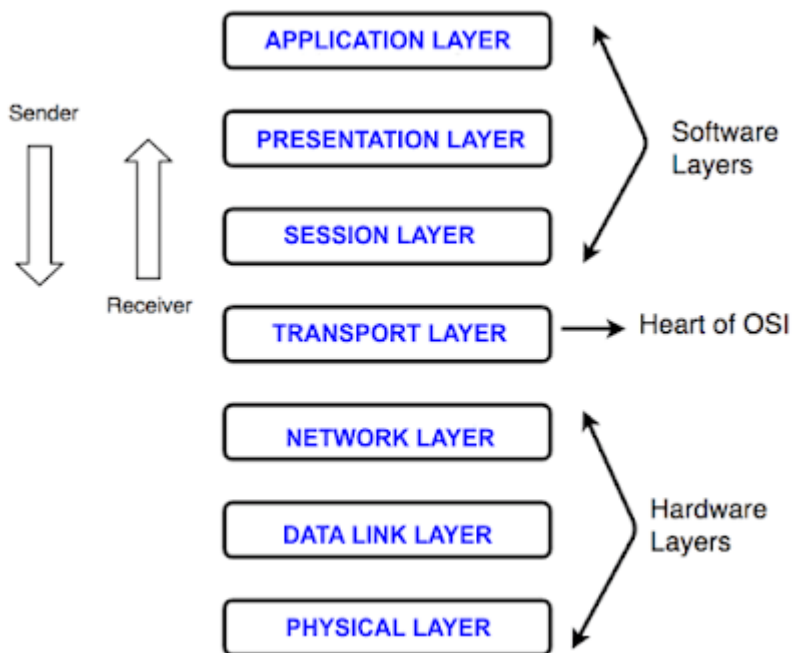 APPLICATION LAYER
Sender
PRESENTATION LAYER
Software
Layers
SESSION LAYER
Receiver
TRANSPORT LAYER
Heart of OSI
NETWORK LAYER
Hardware
Layers
DATA LINK LAYER
PHYSICAL LAYER